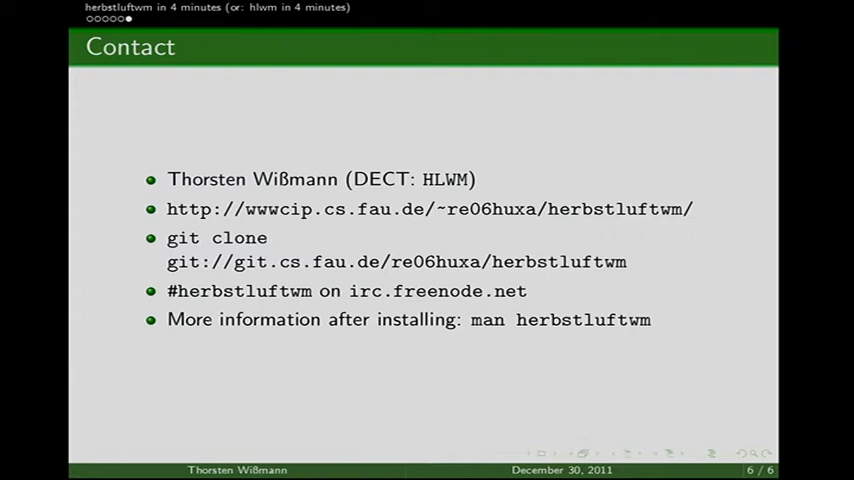 herbstluftwm in 4 minutes (or: hlwm in 4 minutes)
Contact
Thorsten Wißmann (DECT: HLWM)
http://wwwcip.cs.fau.de/~re06huxa/herbstluftwm/
git clone
git://git.cs.fau.de/re06huxa/herbstluftwm
#herbstluftwm on irc.freenode.net
More information after installing: man herbstluftwm
Thorsten Wißmann December 30, 2011 6 / 6